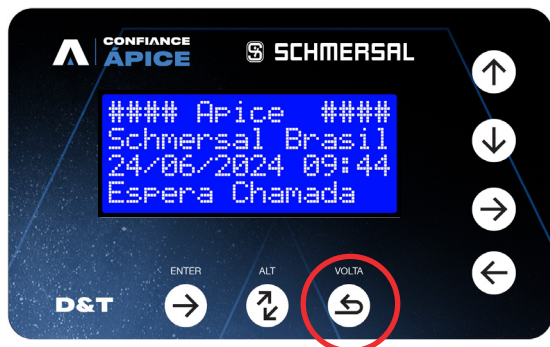 CONFIANCE
ÁPICE
SCHMERSAL
#### Apice ####
Schmersal Brasil
24/06/2024 09:44
Espera Chamada
ENTER
ALT
VOLTA
D&T